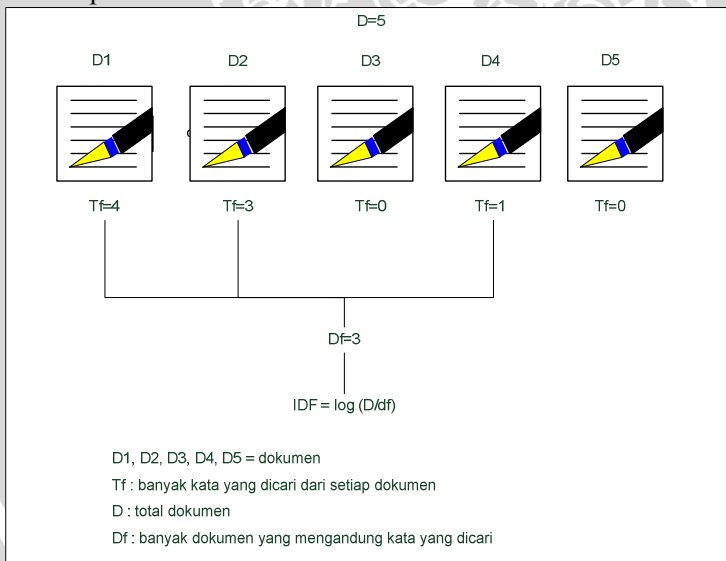 D=5
D1 D2 D3 D4 D5
Tf=4 Tf=3 Tf=0 Tf=1 Tf=0
Df=3
IDF = log (D/df)
D1, D2, D3, D4, D5 = dokumen
Tf : banyak kata yang dicari dari setiap dokumen
D : total dokumen
Df : banyak dokumen yang mengandung kata yang dicari